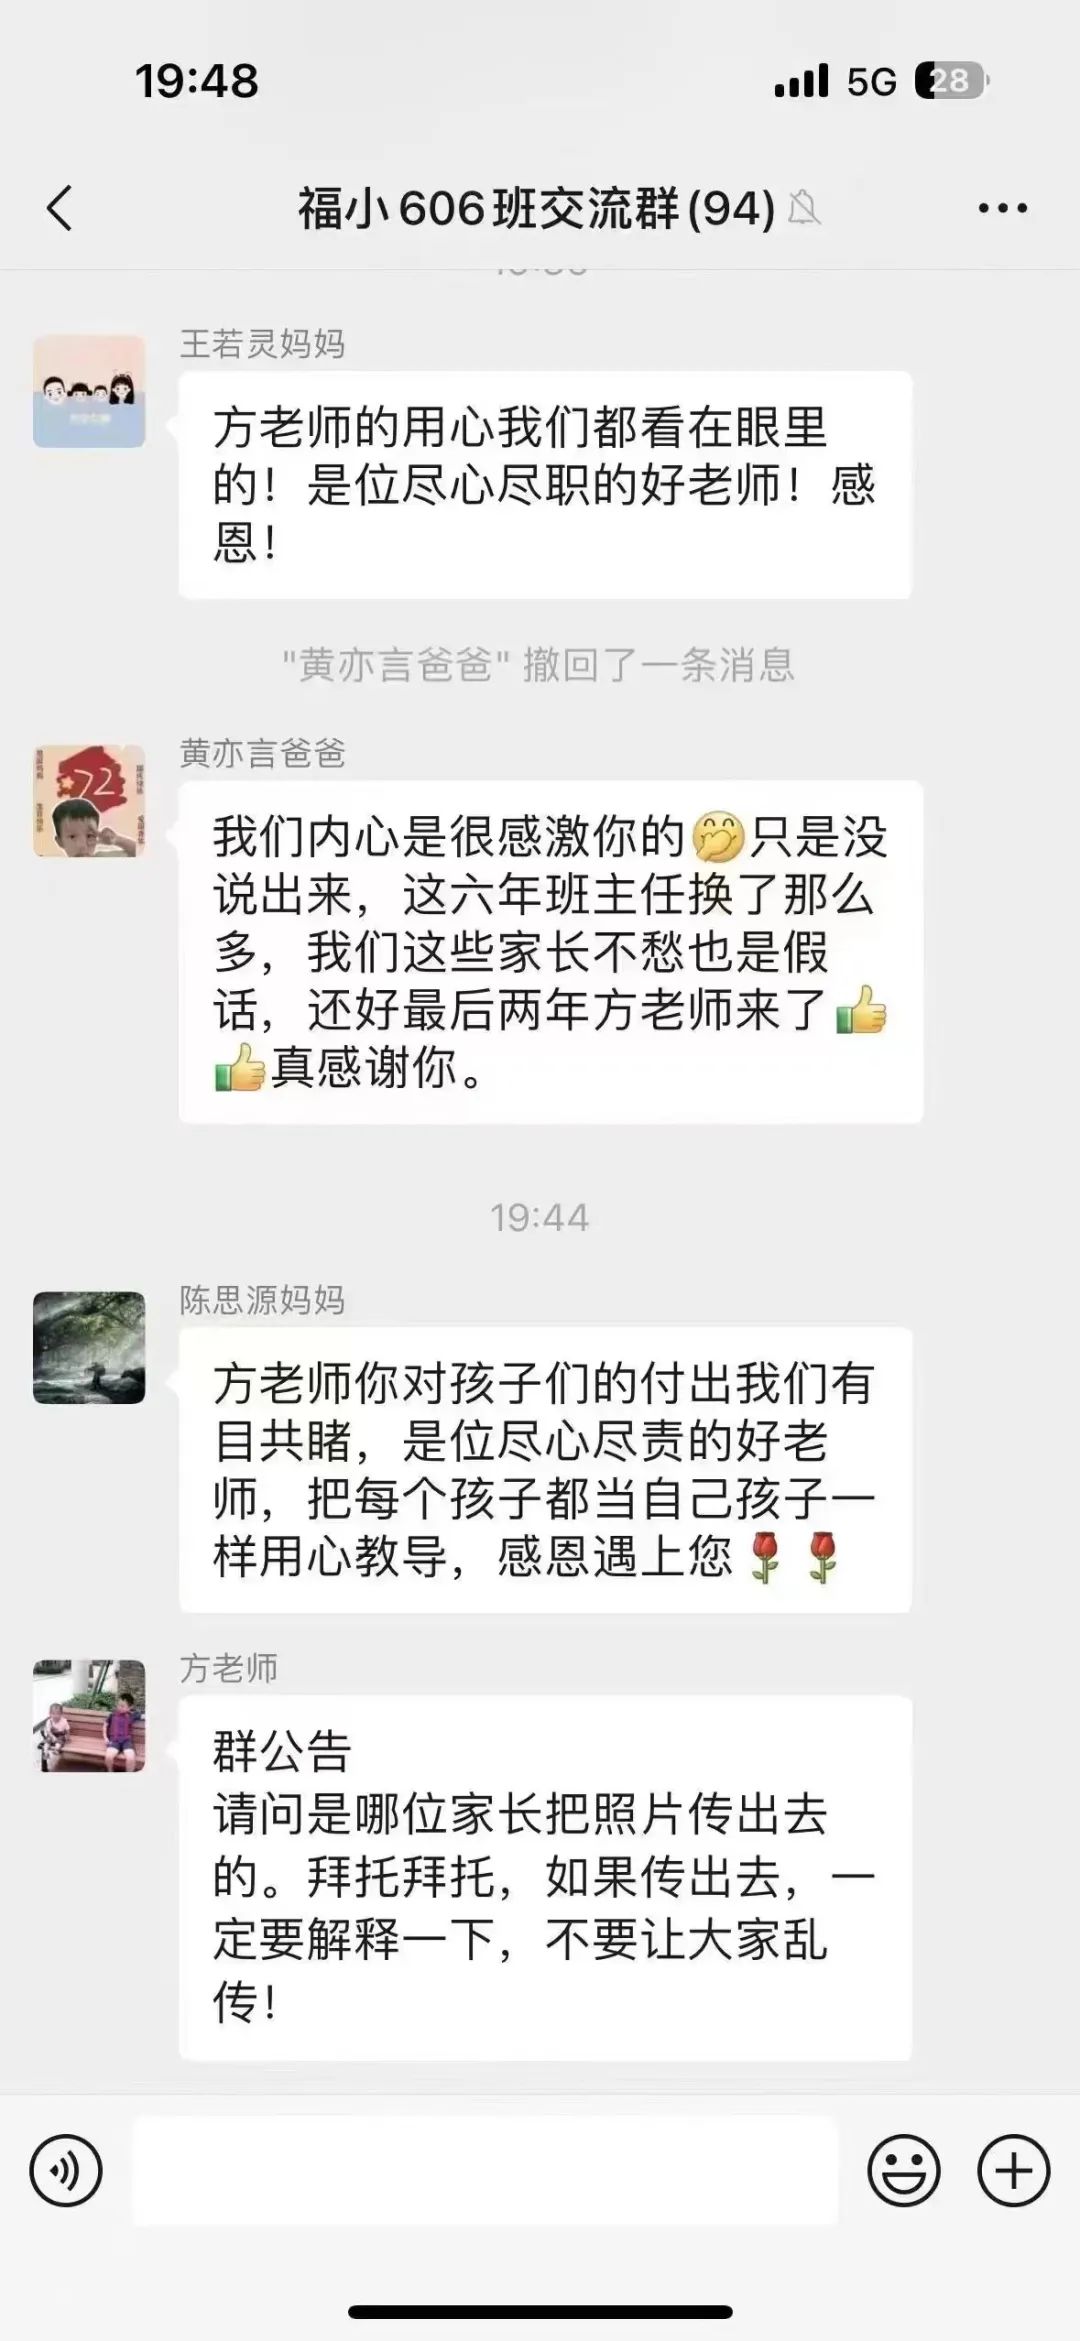 19:48
5G
28
福小606班交流群(94)
王若灵妈妈
方老师的用心我们都看在眼里
的！是位尽心尽职的好老师！感
恩！
"黄亦言爸爸" 撤回了一条消息
72
黄亦言爸爸
我们内心是很感激你的🤭只是没
说出来，这六年班主任换了那么
多，我们这些家长不愁也是假
话，还好最后两年方老师来了👍
👍真感谢你。
19:44
陈思源妈妈
方老师你对孩子们的付出我们有
目共睹，是位尽心尽责的好老
师，把每个孩子都当自己孩子一
样用心教导，感恩遇上您🌹🌹
方老师
群公告
请问是哪位家长把照片传出去
的。拜托拜托，如果传出去，一
定要解释一下，不要让大家乱
传！